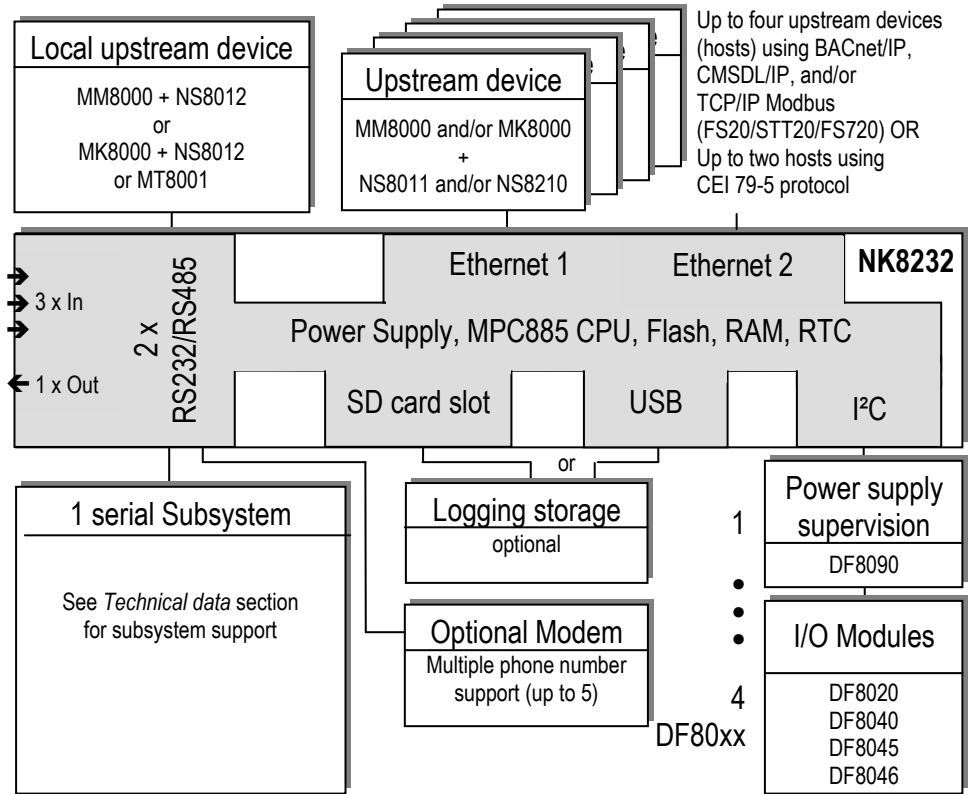 Local upstream device
MM8000 + NS8012
or
MK8000 + NS8012
or MT8001
Upstream device
MM8000 and/or MK8000
+
NS8011 and/or NS8210
e
e
e
Up to four upstream devices
(hosts) using BACnet/IP,
CMSDL/IP, and/or
TCP/IP Modbus
(FS20/STT20/FS720) OR
Up to two hosts using
CEI 79-5 protocol
3 x In
1 x Out
2 x
RS232/RS485
Ethernet 1
Ethernet 2
NK8232
Power Supply, MPC885 CPU, Flash, RAM, RTC
SD card slot
USB
I²C
1 serial Subsystem
See Technical data section
for subsystem support
or
Logging storage
optional
Optional Modem
Multiple phone number
support (up to 5)
1
4
DF80xx
Power supply
supervision
DF8090
I/O Modules
DF8020
DF8040
DF8045
DF8046